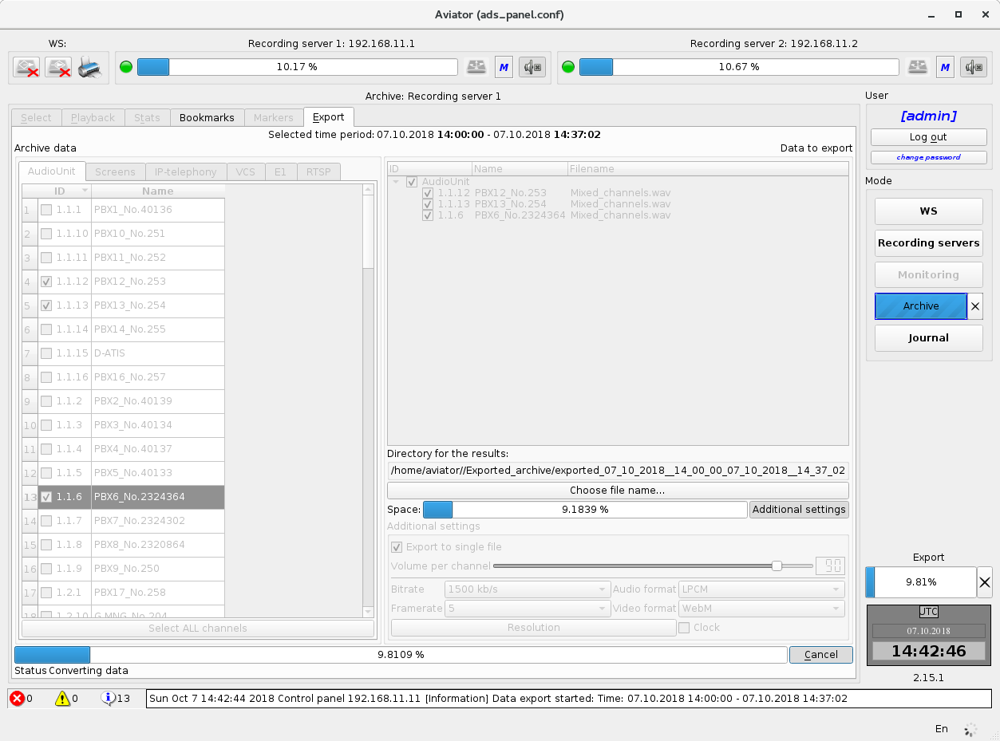 Aviator (ads_panel.conf)
WS:
Recording server 1: 192.168.11.1
Recording server 2: 192.168.11.2
10.17 %
M
10.67 %
M
Archive: Recording server 1
User
[admin]
Log out
change password
Mode
WS
Recording servers
Monitoring
Archive
Journal
Select Playback Stats Bookmarks Markers Export
Selected time period: 07.10.2018 14:00:00 - 07.10.2018 14:37:02
Archive data
Data to export
AudioUnit Screens IP-telephony VCS E1 RTSP
ID Name
1 1.1.1 PBX1_No.40136
2 1.1.10 PBX10_No.251
3 1.1.11 PBX11_No.252
4 1.1.12 PBX12_No.253
5 1.1.13 PBX13_No.254
6 1.1.14 PBX14_No.255
7 1.1.15 D-ATIS
8 1.1.16 PBX16_No.257
9 1.1.2 PBX2_No.40139
10 1.1.3 PBX3_No.40134
11 1.1.4 PBX4_No.40137
12 1.1.5 PBX5_No.40133
13 1.1.6 PBX6_No.2324364
14 1.1.7 PBX7_No.2324302
15 1.1.8 PBX8_No.2320864
16 1.1.9 PBX9_No.250
17 1.2.1 PBX17_No.258
18 1.2.10 G.MNG_No.204
Select ALL channels
ID Name Filename
AudioUnit
1.1.12 PBX12_No.253 Mixed_channels.wav
1.1.13 PBX13_No.254 Mixed_channels.wav
1.1.6 PBX6_No.2324364 Mixed_channels.wav
Directory for the results:
/home/aviator//Exported_archive/exported_07_10_2018__14_00_00_07_10_2018__14_37_02
Choose file name...
Space: 9.1839 % Additional settings
Additional settings
Export to single file
Volume per channel 90
Bitrate 1500 kb/s Audio format LPCM
Framerate 5 Video format WebM
Resolution Clock
9.8109 % Cancel
Status Converting data
Export
9.81%
UTC
07.10.2018
14:42:46
2.15.1
0 0 13 Sun Oct 7 14:42:44 2018 Control panel 192.168.11.11 [Information] Data export started: Time: 07.10.2018 14:00:00 - 07.10.2018 14:37:02
En